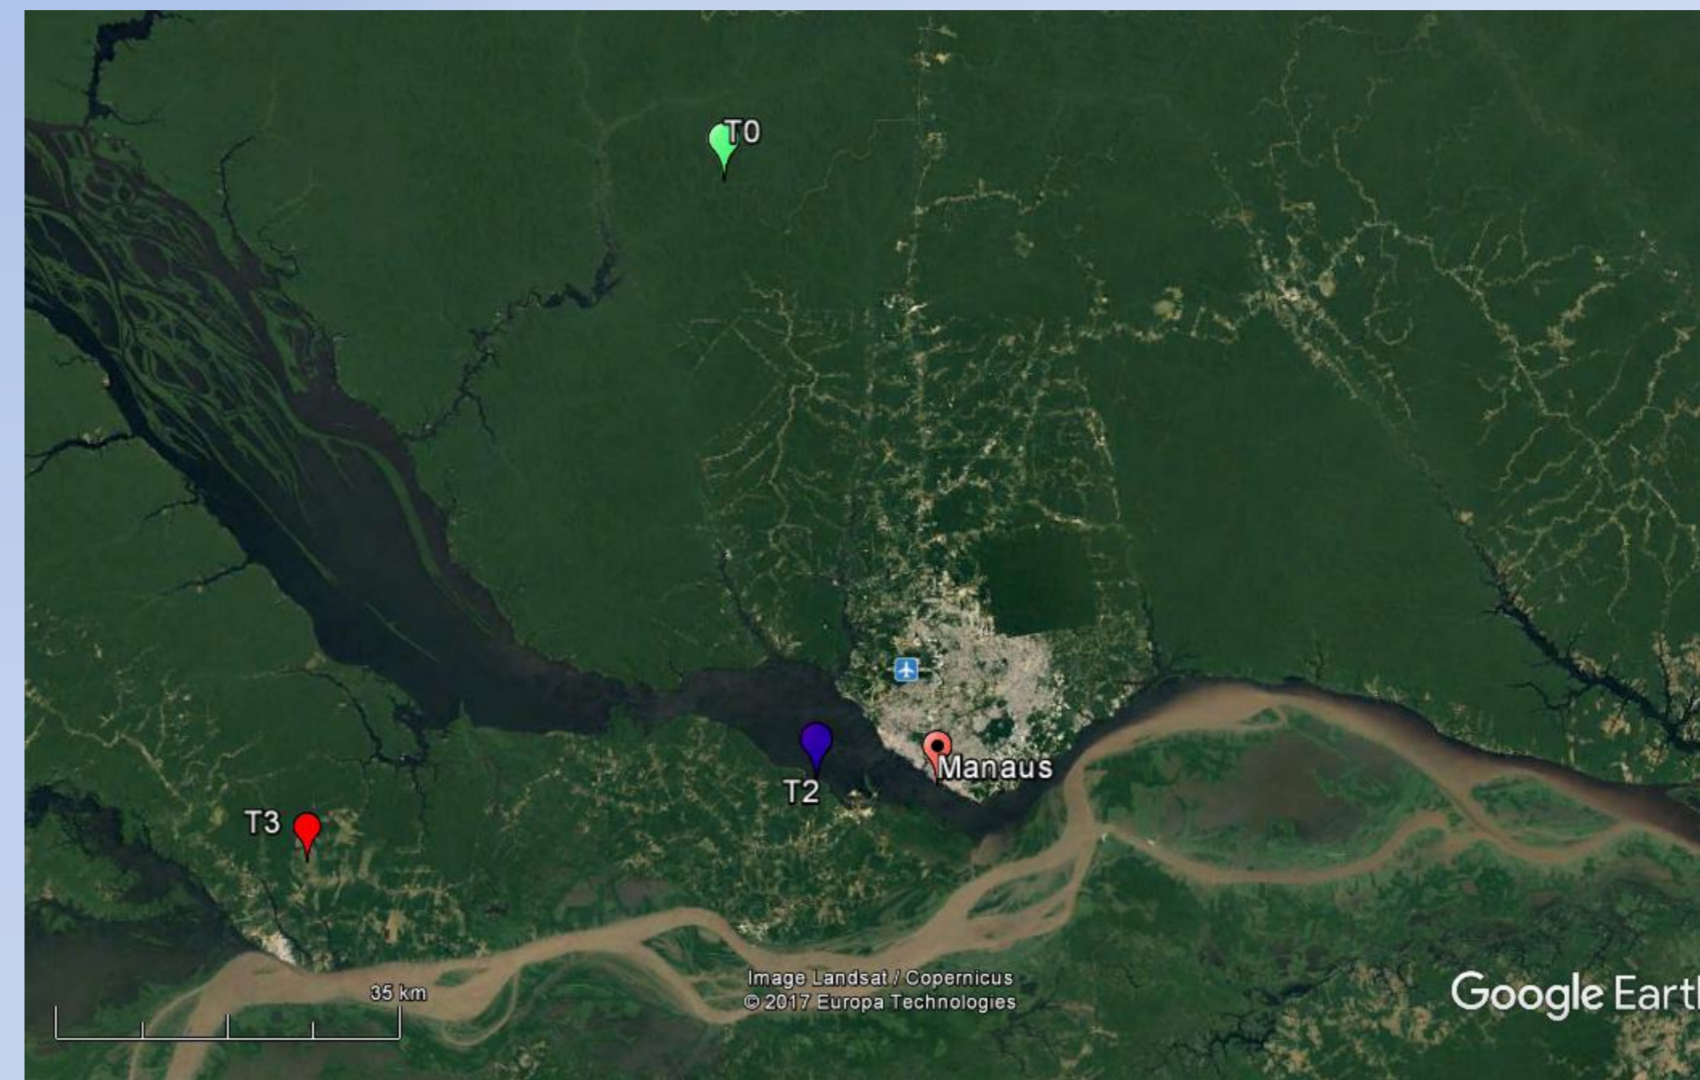 T0
Manaus
T2
T3
35 km
Image Landsat / Copernicus
© 2017 Europa Technologies
Google Earth